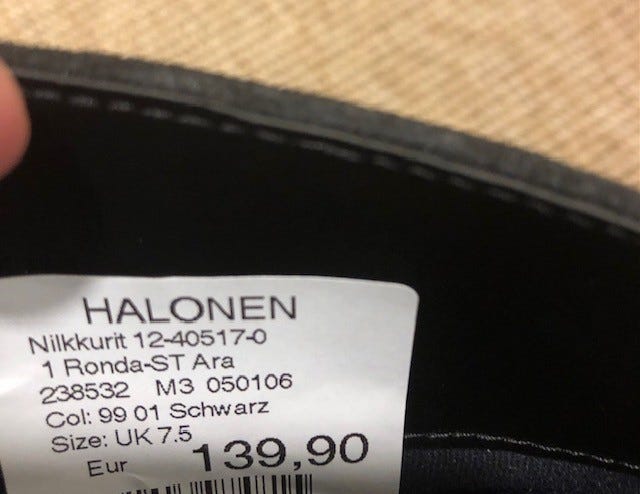 HALONEN
Nilkkurit 12-40517-0
1 Ronda-ST Ara
238532 M3 050106
Col: 99 01 Schwarz
Size: UK 7.5
Eur 139,90